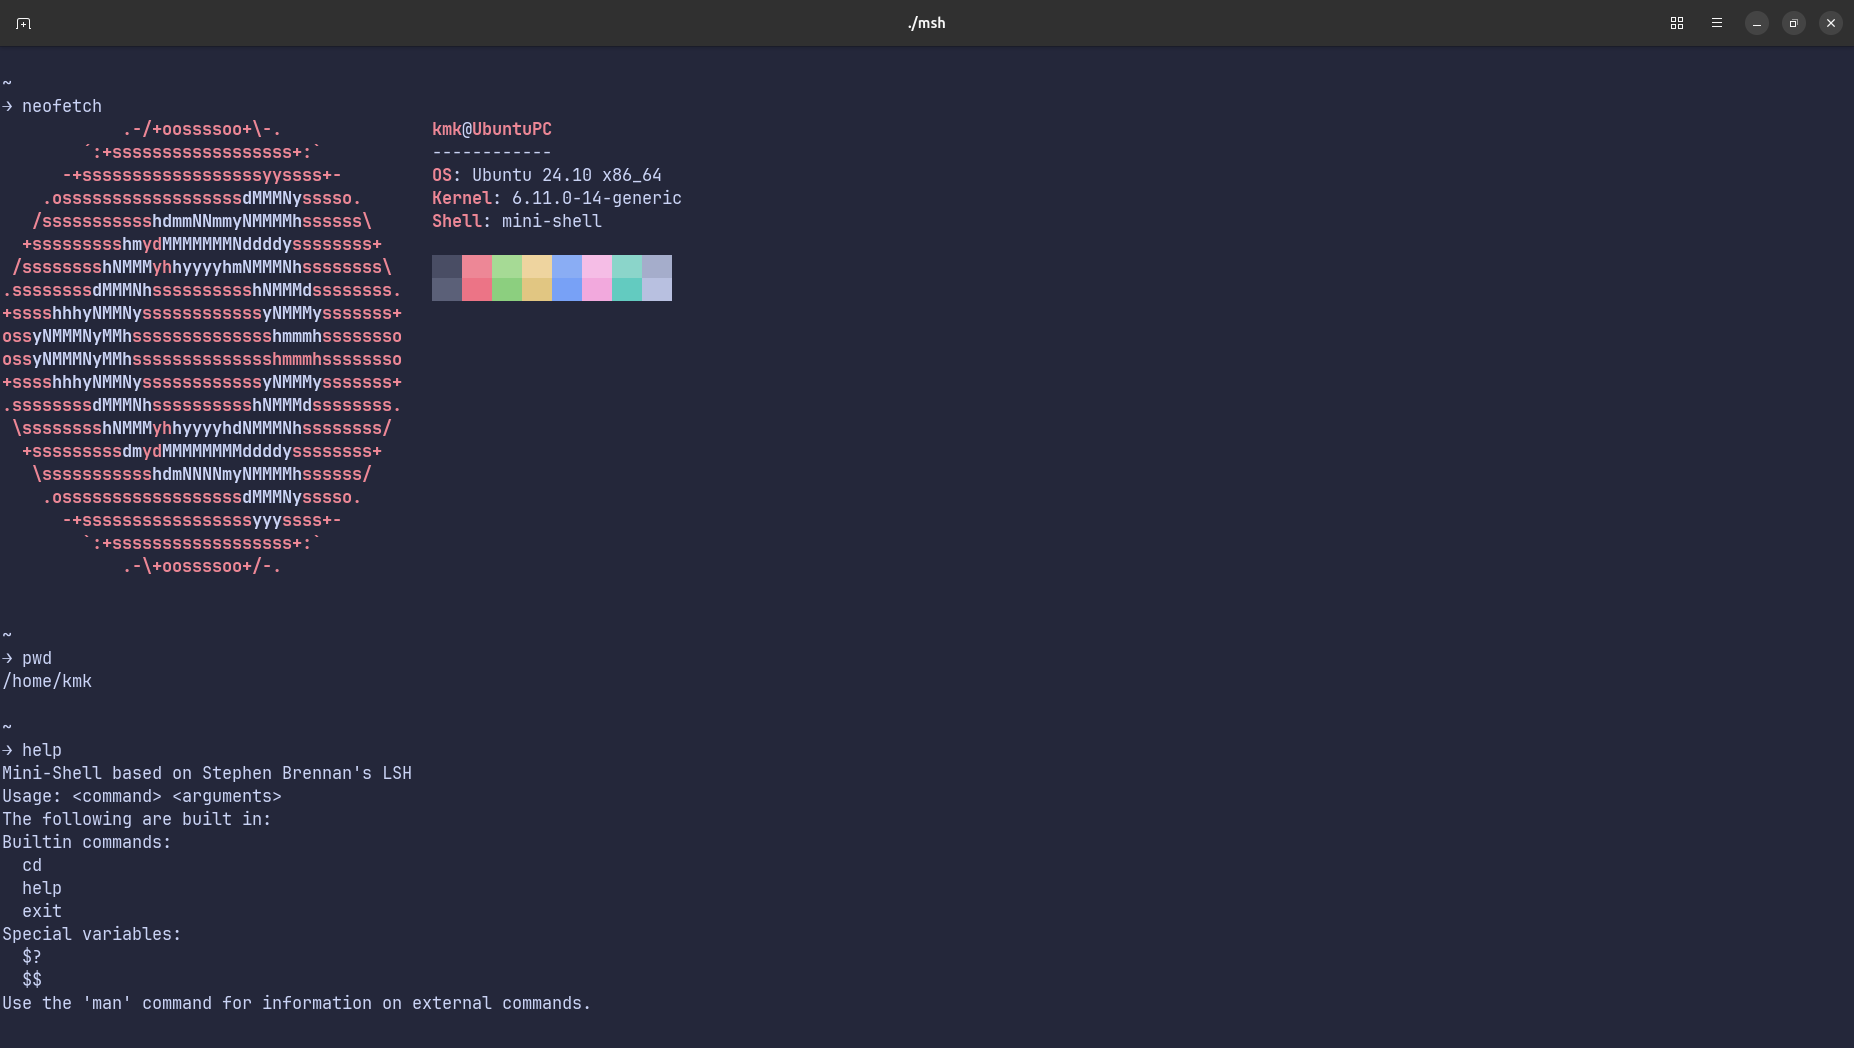 ./msh
~
→ neofetch
            .-/+oossssoo+\-.               kmk@UbuntuPC
        ´:+ssssssssssssssssss+:`           ------------
      -+ssssssssssssssssssyyssss+-         OS: Ubuntu 24.10 x86_64
    .ossssssssssssssssssdMMMNysssso.       Kernel: 6.11.0-14-generic
   /ssssssssssshdmmNNmmyNMMMMhssssss\      Shell: mini-shell
  +ssssssssshmydMMMMMMMNddddyssssssss+
 /sssssssshNMMMyhhyyyyhmNMMMNhssssssss\
.ssssssssdMMMNhsssssssssshNMMMdssssssss.
+sssshhhyNMMNyssssssssssssyNMMMysssssss+
ossyNMMMNyMMhsssssssssssssshmmmhssssssso
ossyNMMMNyMMhsssssssssssssshmmmhssssssso
+sssshhhyNMMNyssssssssssssyNMMMysssssss+
.ssssssssdMMMNhsssssssssshNMMMdssssssss.
 \sssssssshNMMMyhhyyyyhdNMMMNhssssssss/
  +sssssssssdmydMMMMMMMMddddyssssssss+
   \ssssssssssshdmNNNNmyNMMMMhssssss/
    .ossssssssssssssssssdMMMNysssso.
      -+sssssssssssssssssyyyssss+-
        `:+ssssssssssssssssss+:`
            .-\+oossssoo+/-.
~
→ pwd
/home/kmk
~
→ help
Mini-Shell based on Stephen Brennan's LSH
Usage: <command> <arguments>
The following are built in:
Builtin commands:
  cd
  help
  exit
Special variables:
  $?
  $$
Use the 'man' command for information on external commands.